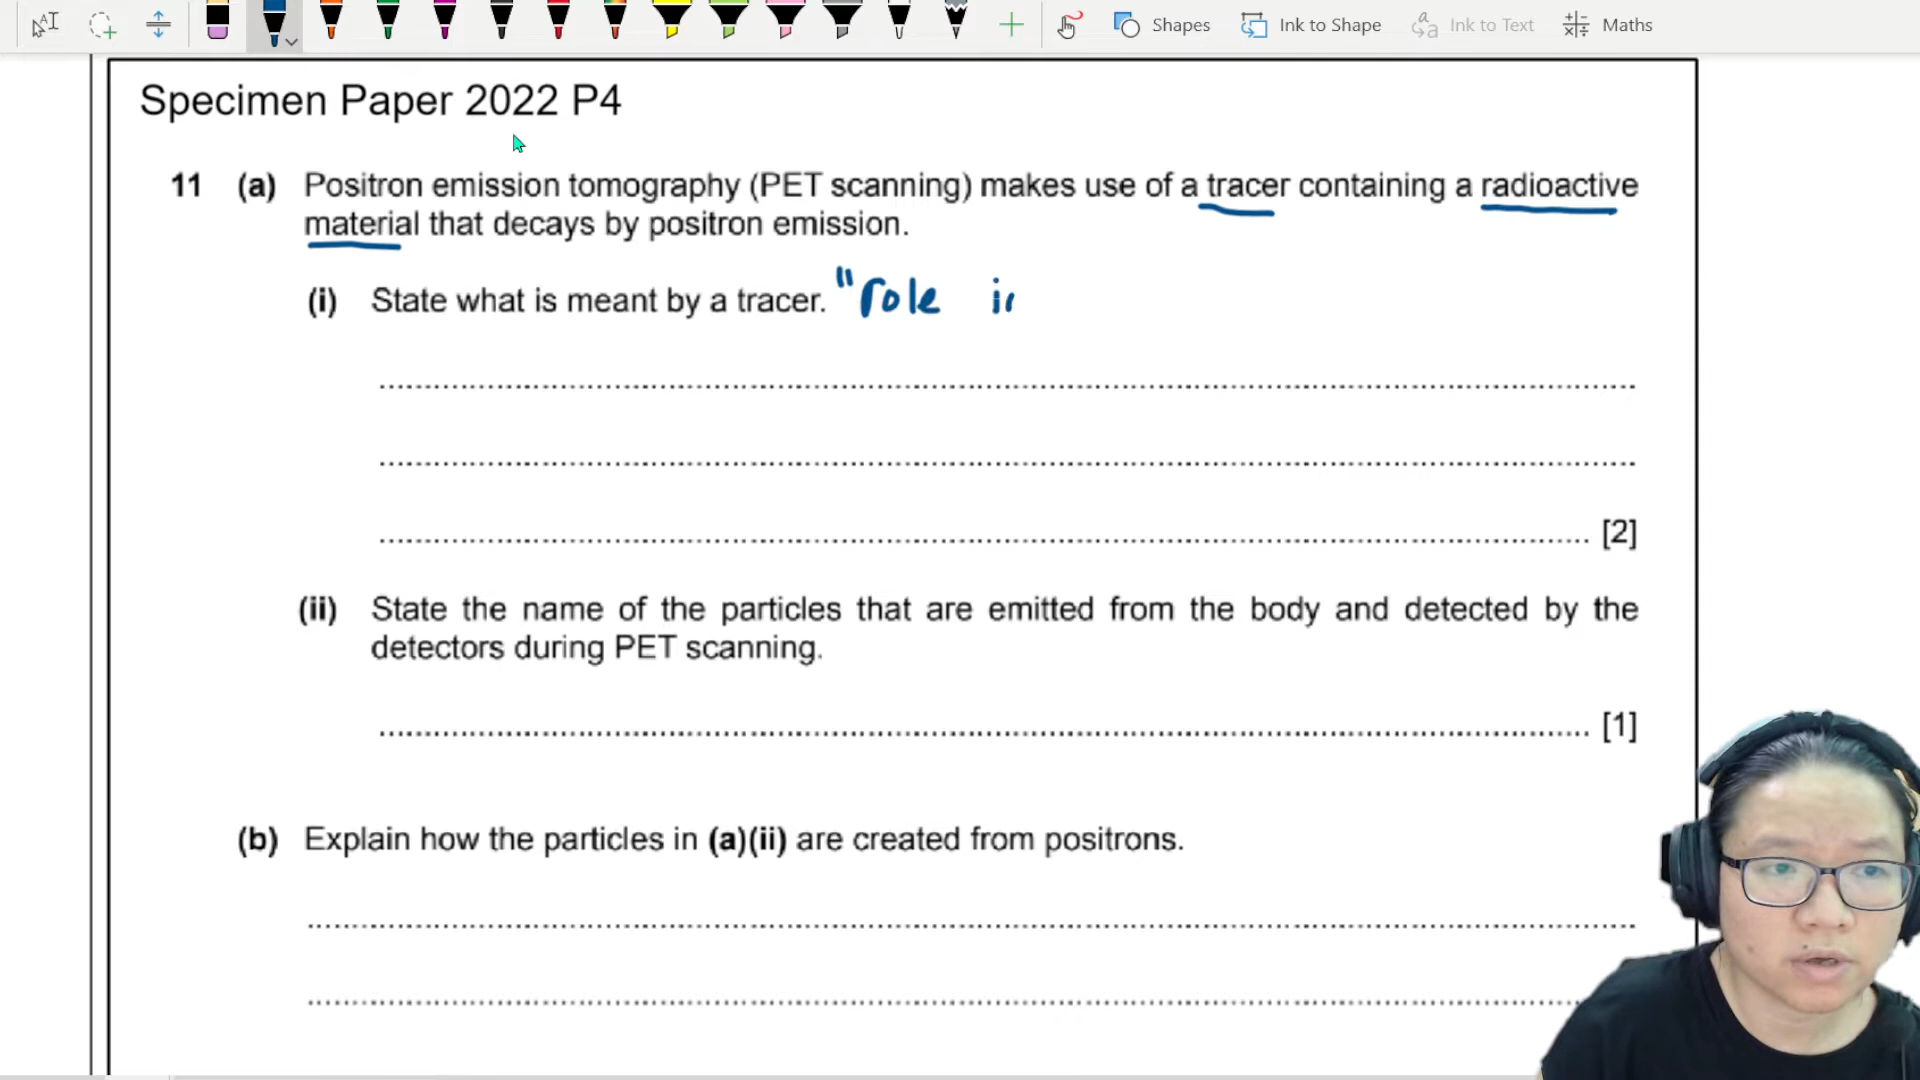 Shapes Ink to Shape Ink to Text Maths
Specimen Paper 2022 P4
11 (a) Positron emission tomography (PET scanning) makes use of a tracer containing a radioactive
material that decays by positron emission.
(i) State what is meant by a tracer. "role in
[2]
(ii) State the name of the particles that are emitted from the body and detected by the
detectors during PET scanning.
[1]
(b) Explain how the particles in (a)(ii) are created from positrons.